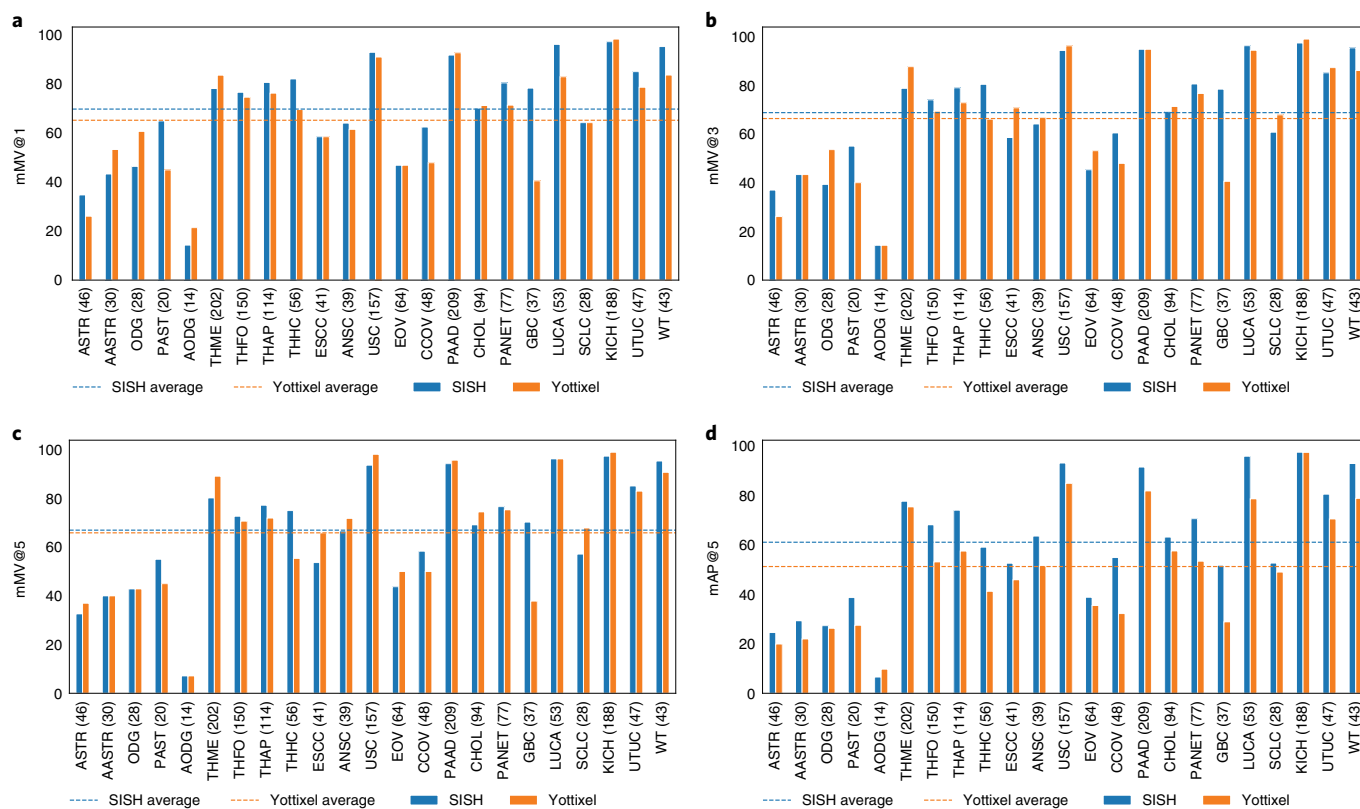 a
mMV@1
100
80
60
40
20
0
ASTR (46) AASTR (30) ODG (28) PAST (20) AODG (14) THME (202) THFO (150) THAP (114) THHC (56) ESCC (41) ANSC (39) USC (157) EOV (64) CCOV (48) PAAD (209) CHOL (94) PANET (77) GBC (37) LUCA (53) SCLC (28) KICH (188) UTUC (47) WT (43)
SISH average Yottixel average SISH Yottixel
b
mMV@3
100
80
60
40
20
0
ASTR (46) AASTR (30) ODG (28) PAST (20) AODG (14) THME (202) THFO (150) THAP (114) THHC (56) ESCC (41) ANSC (39) USC (157) EOV (64) CCOV (48) PAAD (209) CHOL (94) PANET (77) GBC (37) LUCA (53) SCLC (28) KICH (188) UTUC (47) WT (43)
SISH average Yottixel average SISH Yottixel
c
mMV@5
100
80
60
40
20
0
ASTR (46) AASTR (30) ODG (28) PAST (20) AODG (14) THME (202) THFO (150) THAP (114) THHC (56) ESCC (41) ANSC (39) USC (157) EOV (64) CCOV (48) PAAD (209) CHOL (94) PANET (77) GBC (37) LUCA (53) SCLC (28) KICH (188) UTUC (47) WT (43)
SISH average Yottixel average SISH Yottixel
d
mAP@5
100
80
60
40
20
0
ASTR (46) AASTR (30) ODG (28) PAST (20) AODG (14) THME (202) THFO (150) THAP (114) THHC (56) ESCC (41) ANSC (39) USC (157) EOV (64) CCOV (48) PAAD (209) CHOL (94) PANET (77) GBC (37) LUCA (53) SCLC (28) KICH (188) UTUC (47) WT (43)
SISH average Yottixel average SISH Yottixel